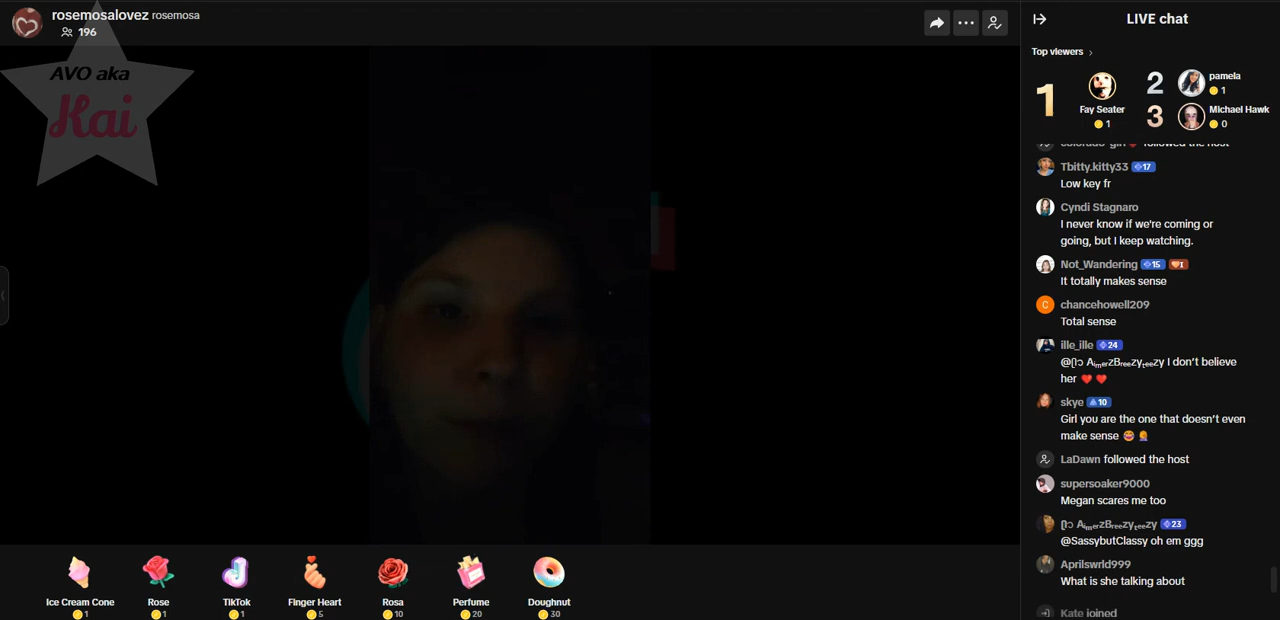 rosemosalovez rosemosa
196
AVO aka
Kai
LIVE chat
Top viewers
1
Fay Seater
1
2
pamela
1
3
Michael Hawk
0
followed the host
Tbitty.kitty33 17
Low key fr
Cyndi Stagnaro
I never know if we're coming or
going, but I keep watching.
Not_Wandering 15 I
It totally makes sense
C chancehowell209
Total sense
ille_ille 24
I don't believe
her ❤️ ❤️
skye 10
Girl you are the one that doesn't even
make sense
LaDawn followed the host
supersoaker9000
Megan scares me too
23
@SassybutClassy oh em ggg
Aprilswrld999
What is she talking about
Kate joined
Ice Cream Cone
1
Rose
1
TikTok
1
Finger Heart
5
Rosa
10
Perfume
20
Doughnut
30